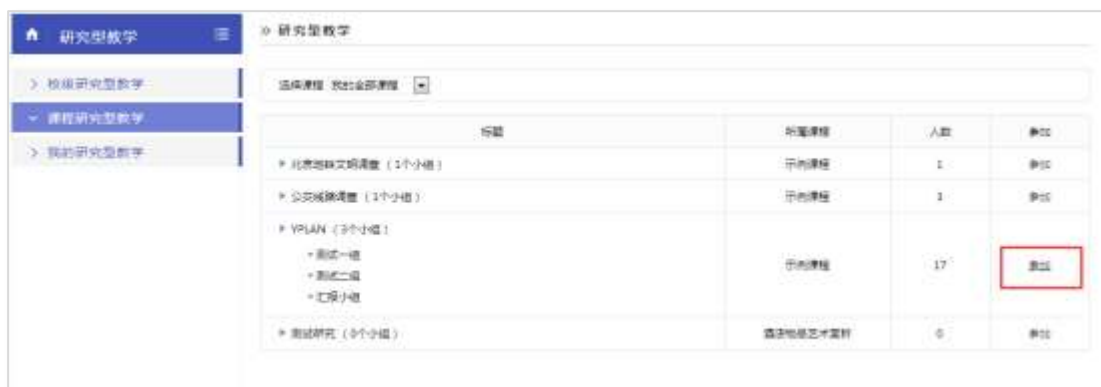 研究型教学
» 研究型教学
> 校级研究型教学
选择课程 我的全部课程
课程研究型教学
> 我的研究型教学
标题 所属课程 人数 参加
北京地铁文明调查（1个小组） 示例课程 1 参加
公交线路调查（1个小组） 示例课程 参加
YPLAN（3个小组） 示例课程 17 参加
测试一组
测试二组
汇报小组
测试研究（0个小组） 0 参加